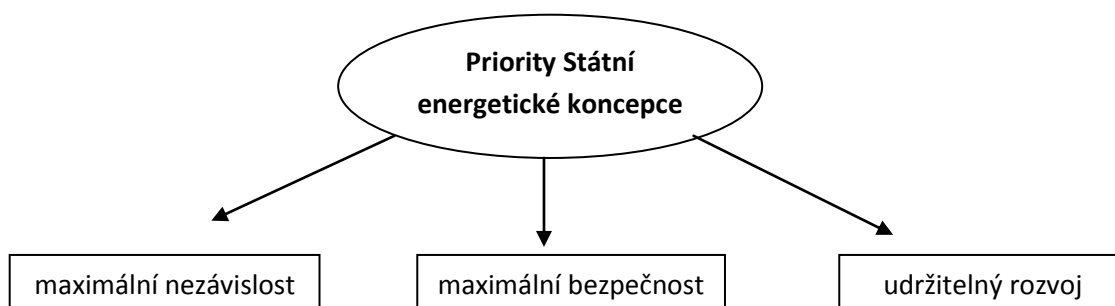 Priority Státní
energetické koncepce
maximální nezávislost
maximální bezpečnost
udržitelný rozvoj